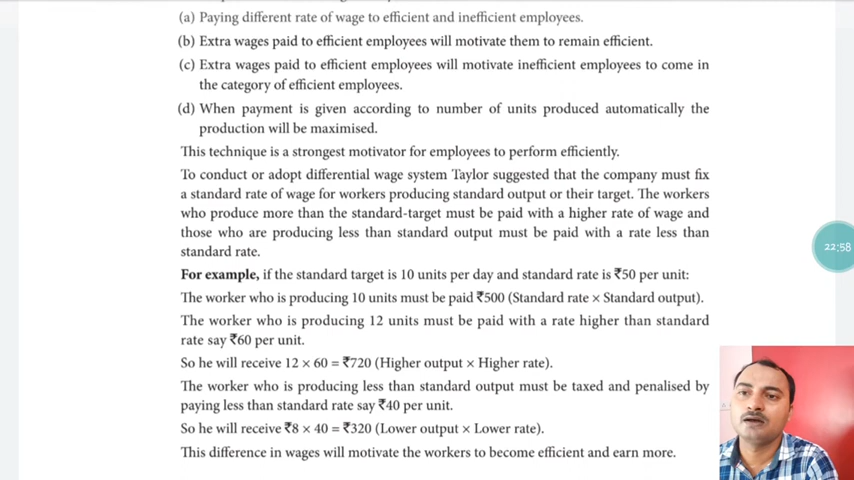 (a) Paying different rate of wage to efficient and inefficient employees.
(b) Extra wages paid to efficient employees will motivate them to remain efficient.
(c) Extra wages paid to efficient employees will motivate inefficient employees to come in
the category of efficient employees.
(d) When payment is given according to number of units produced automatically the
production will be maximised.
This technique is a strongest motivator for employees to perform efficiently.
To conduct or adopt differential wage system Taylor suggested that the company must fix
a standard rate of wage for workers producing standard output or their target. The workers
who produce more than the standard-target must be paid with a higher rate of wage and
those who are producing less than standard output must be paid with a rate less than
standard rate.
For example, if the standard target is 10 units per day and standard rate is ₹50 per unit:
The worker who is producing 10 units must be paid ₹500 (Standard rate × Standard output).
The worker who is producing 12 units must be paid with a rate higher than standard
rate say ₹60 per unit.
So he will receive 12 × 60 = ₹720 (Higher output × Higher rate).
The worker who is producing less than standard output must be taxed and penalised by
paying less than standard rate say ₹40 per unit.
So he will receive ₹8 × 40 = ₹320 (Lower output × Lower rate).
This difference in wages will motivate the workers to become efficient and earn more.
22:58